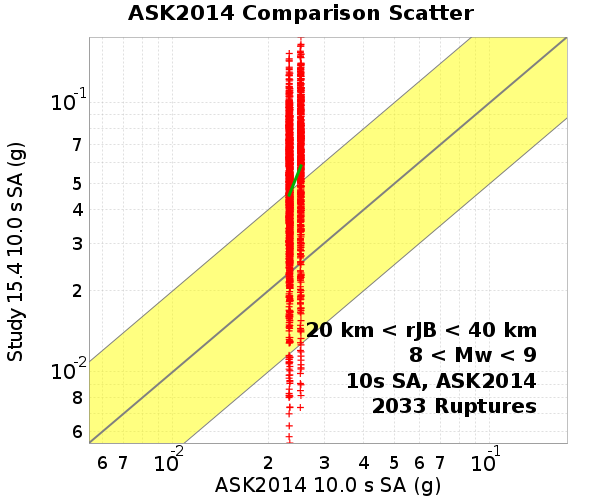 ASK2014 Comparison Scatter
Study 15.4 10.0 s SA (g)
10-1
7
5
4
3
2
10-2
8
6
20 km < rJB < 40 km
8 < Mw < 9
10s SA, ASK2014
2033 Ruptures
6 7 10-2 2 3 4 5 6 7 10-1
ASK2014 10.0 s SA (g)